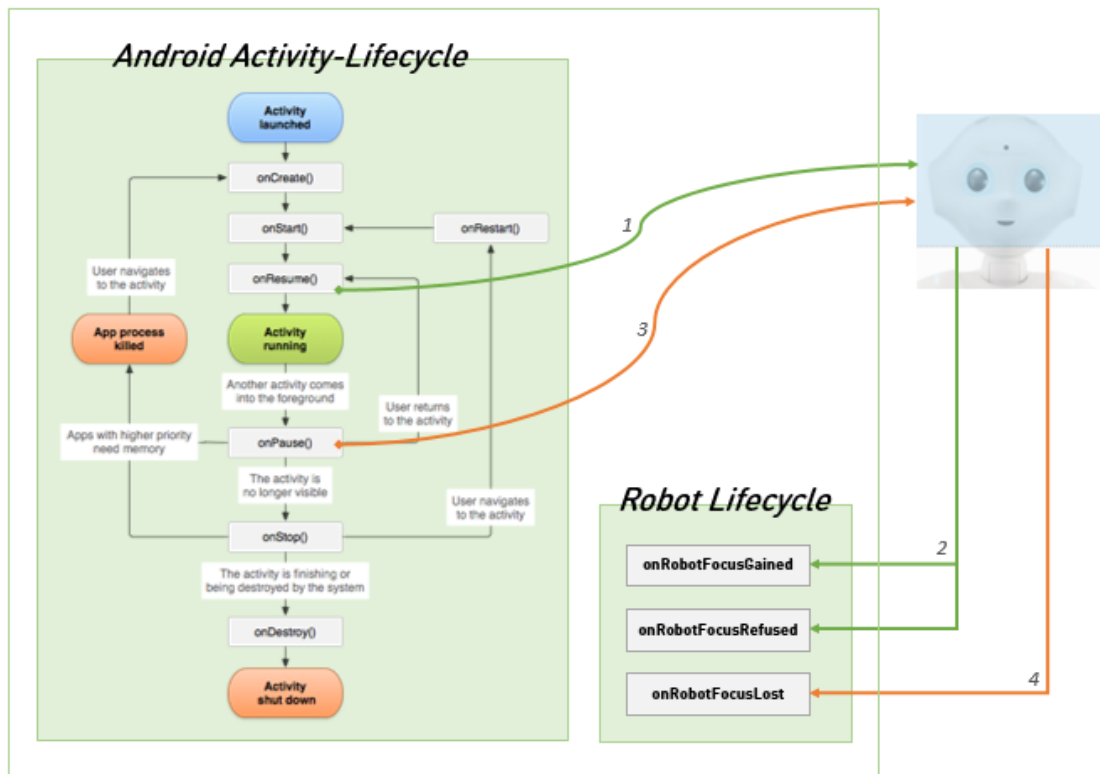 Android Activity-Lifecycle
Activity
launched
onCreate()
onStart()
onRestart()
onResume()
User navigates
to the activity
App process
killed
Activity
running
Another activity comes
into the foreground
User returns
to the activity
Apps with higher priority
need memory
onPause()
The activity is
no longer visible
User navigates
to the activity
onStop()
The activity is finishing or
being destroyed by the system
onDestroy()
Activity
shut down
1
3
Robot Lifecycle
2
onRobotFocusGained
onRobotFocusRefused
4
onRobotFocusLost